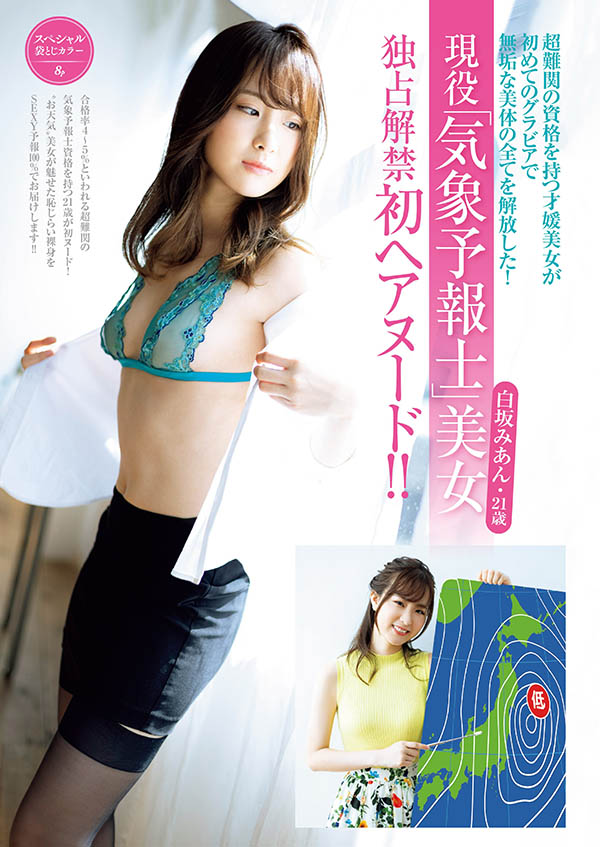 超難関の資格を持つ才媛美女が
初めてのグラビアで
無垢な美体の全てを解放した！
現役「気象予報士」美女
白坂みあん・21歳
独占解禁初ヘアヌード!!
スペシャル
袋とじカラー
8p
合格率4～5%といわれる超難関の
気象予報士資格を持つ21歳が初ヌード！
"お天気"美女が魅せた恥じらい裸身を
SEXY予報100%でお届けします!!
低